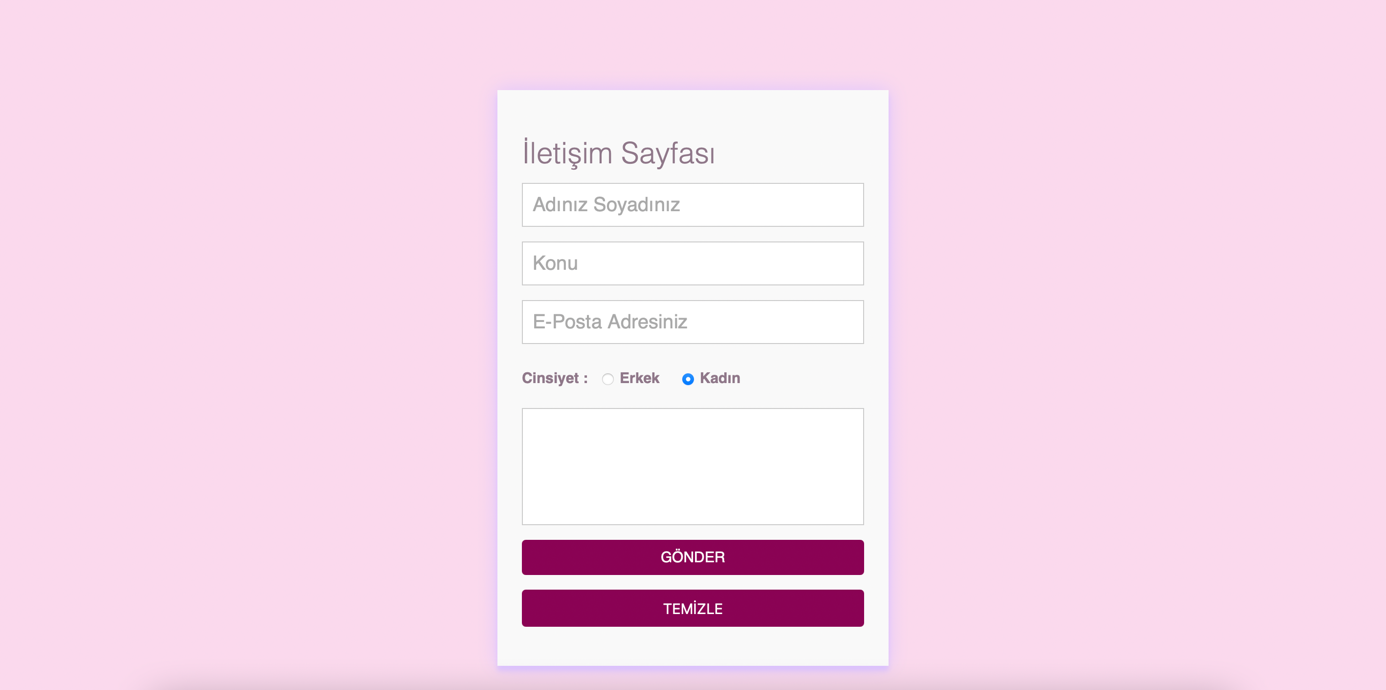 İletişim Sayfası
Adınız Soyadınız
Konu
E-Posta Adresiniz
Cinsiyet : Erkek Kadın
GÖNDER
TEMİZLE